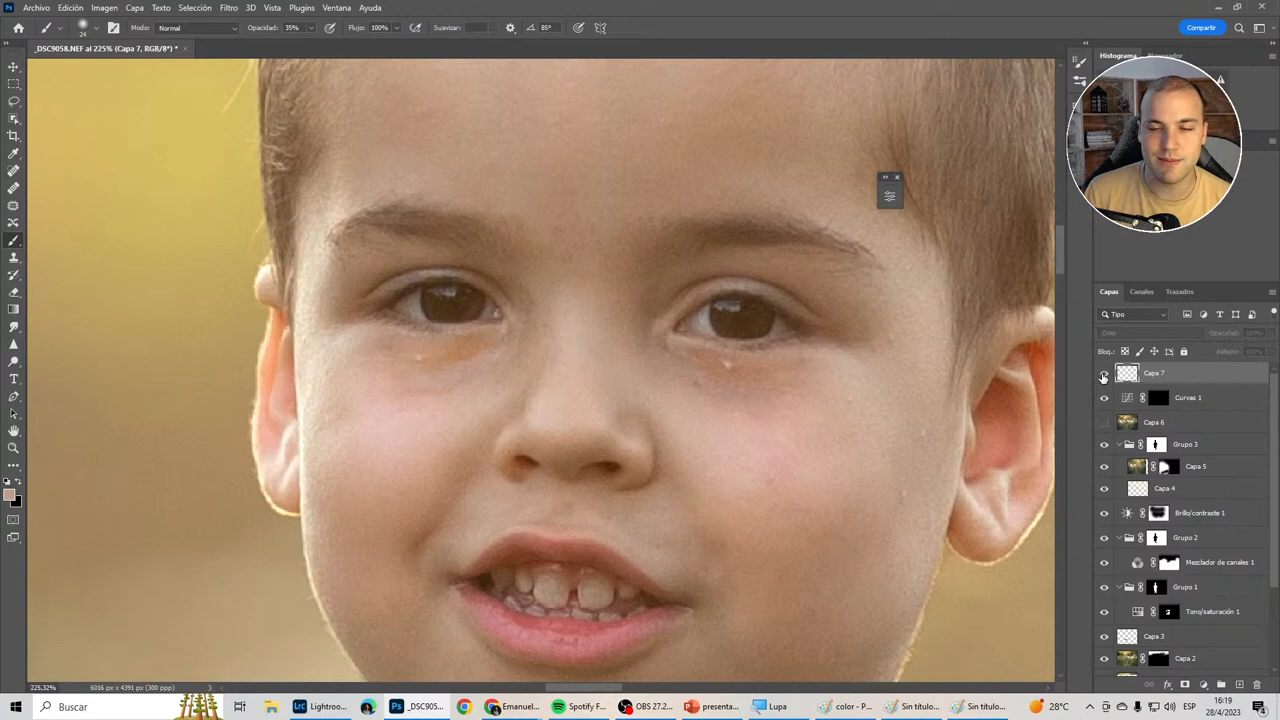 Ps Archivo Edición Imagen Capa Texto Selección Filtro 3D Vista Plugins Ventana Ayuda
24 Modo: Normal Opacidad: 35% Flujo: 100% Suavizar: 85° Compartir
_DSC9058.NEF al 225% (Capa 7, RGB/8*) * ×
Histograma
Capas Canales Trazados
Tipo
Bloq.:
Capa 7
Curvas 1
Capa 6
Grupo 3
Capa 5
Capa 4
Brillo/contraste 1
Grupo 2
Mezclador de canales 1
Grupo 1
Tono/saturación 1
Capa 3
Capa 2
225,32% 6016 px x 4391 px (300 ppp)
Buscar Lightroo... _DSC905... Emanuel... Spotify F... OBS 27.2... presenta... Lupa color - P... Sin título... Sin título... 28°C ESP 16:19
28/4/2023